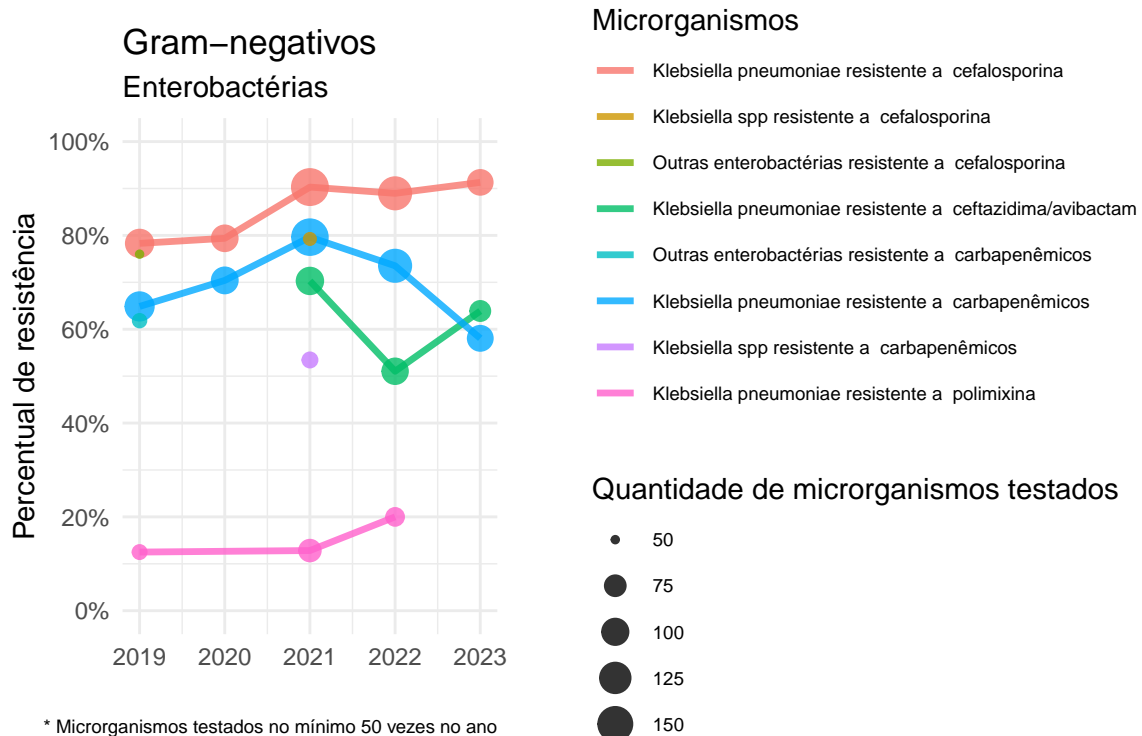 Gram−negativos
Enterobactérias
Percentual de resistência
100%
80%
60%
40%
20%
0%
2019 2020 2021 2022 2023
* Microrganismos testados no mínimo 50 vezes no ano
Microrganismos
Klebsiella pneumoniae resistente a  cefalosporina
Klebsiella spp resistente a  cefalosporina
Outras enterobactérias resistente a  cefalosporina
Klebsiella pneumoniae resistente a  ceftazidima/avibactam
Outras enterobactérias resistente a  carbapenêmicos
Klebsiella pneumoniae resistente a  carbapenêmicos
Klebsiella spp resistente a  carbapenêmicos
Klebsiella pneumoniae resistente a  polimixina
Quantidade de microrganismos testados
50
75
100
125
150